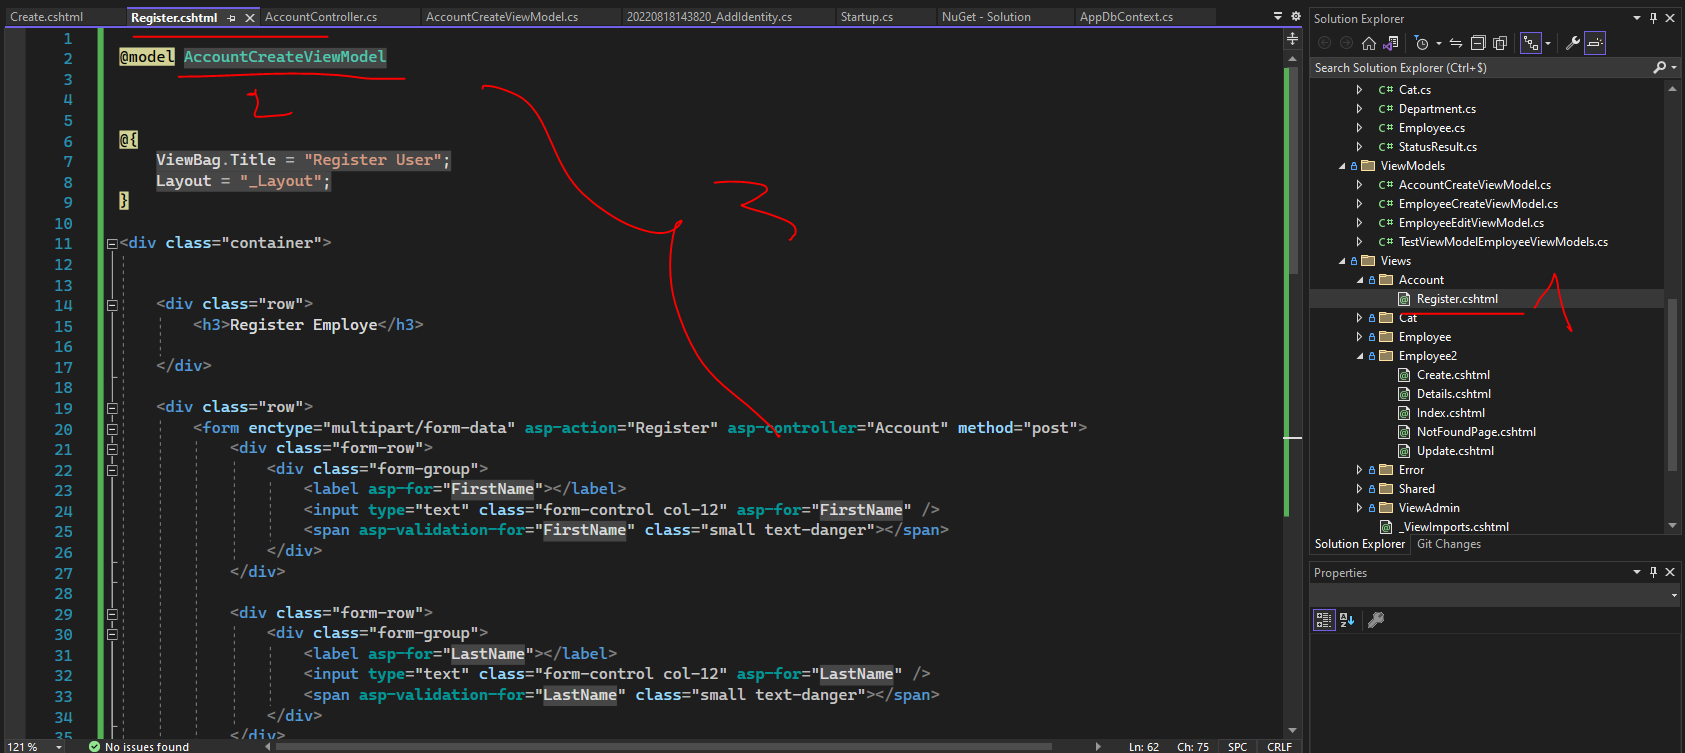 Create.cshtml Register.cshtml AccountController.cs AccountCreateViewModel.cs 20220818143820_AddIdentity.cs Startup.cs NuGet - Solution AppDbContext.cs
1
2 @model AccountCreateViewModel
3
4
5
6 @{
7 ViewBag.Title = "Register User";
8 Layout = "_Layout";
9 }
10
11 <div class="container">
12
13
14 <div class="row">
15 <h3>Register Employe</h3>
16
17 </div>
18
19 <div class="row">
20 <form enctype="multipart/form-data" asp-action="Register" asp-controller="Account" method="post">
21 <div class="form-row">
22 <div class="form-group">
23 <label asp-for="FirstName"></label>
24 <input type="text" class="form-control col-12" asp-for="FirstName" />
25 <span asp-validation-for="FirstName" class="small text-danger"></span>
26 </div>
27 </div>
28
29 <div class="form-row">
30 <div class="form-group">
31 <label asp-for="LastName"></label>
32 <input type="text" class="form-control col-12" asp-for="LastName" />
33 <span asp-validation-for="LastName" class="small text-danger"></span>
34 </div>
35 </div>
2
3
1
121 % No issues found Ln: 62 Ch: 75 SPC CRLF
Solution Explorer
Search Solution Explorer (Ctrl+$)
C# Cat.cs
C# Department.cs
C# Employee.cs
C# StatusResult.cs
ViewModels
C# AccountCreateViewModel.cs
C# EmployeeCreateViewModel.cs
C# EmployeeEditViewModel.cs
C# TestViewModelEmployeeViewModels.cs
Views
Account
Register.cshtml
Cat
Employee
Employee2
Create.cshtml
Details.cshtml
Index.cshtml
NotFoundPage.cshtml
Update.cshtml
Error
Shared
ViewAdmin
_ViewImports.cshtml
Solution Explorer Git Changes
Properties